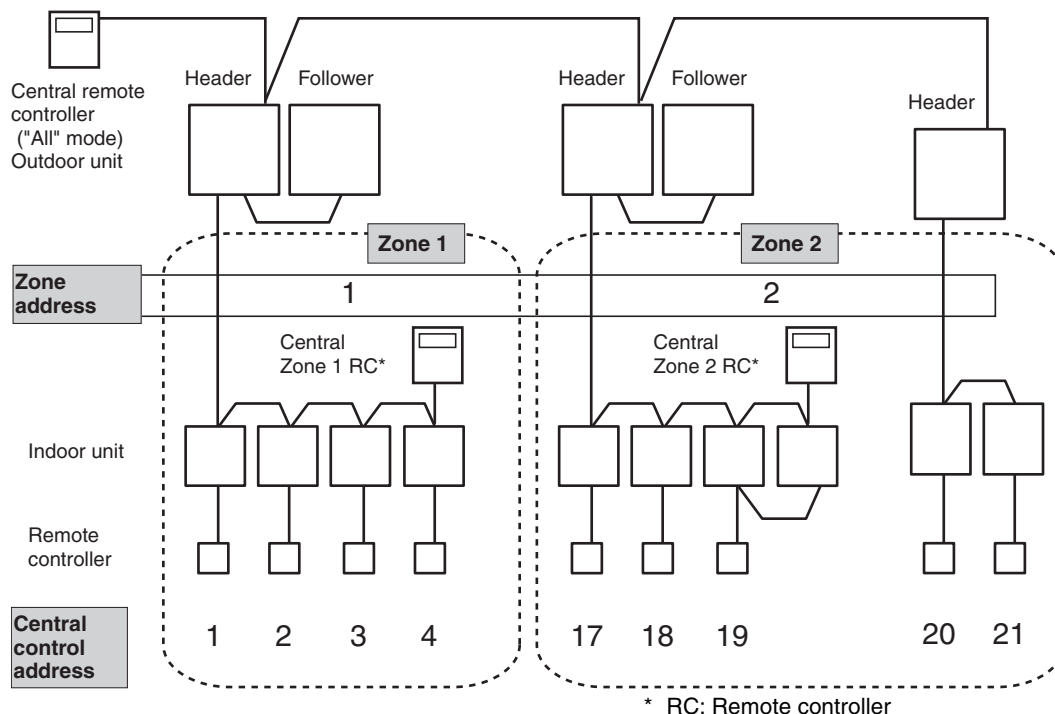 Central remote
controller
("All" mode)
Outdoor unit
Header
Follower
Header
Follower
Header
Zone 1
Zone 2
Zone
address
1
2
Central
Zone 1 RC*
Central
Zone 2 RC*
Indoor unit
Remote
controller
Central
control
address
1 2 3 4 17 18 19 20 21
* RC: Remote controller